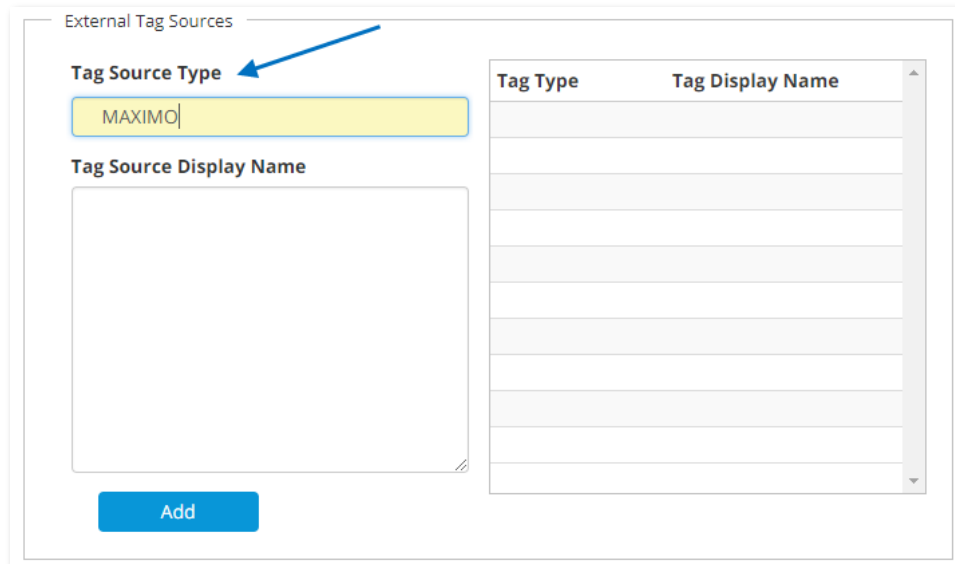 External Tag Sources
Tag Source Type
MAXIMO
Tag Source Display Name
Add
Tag Type Tag Display Name